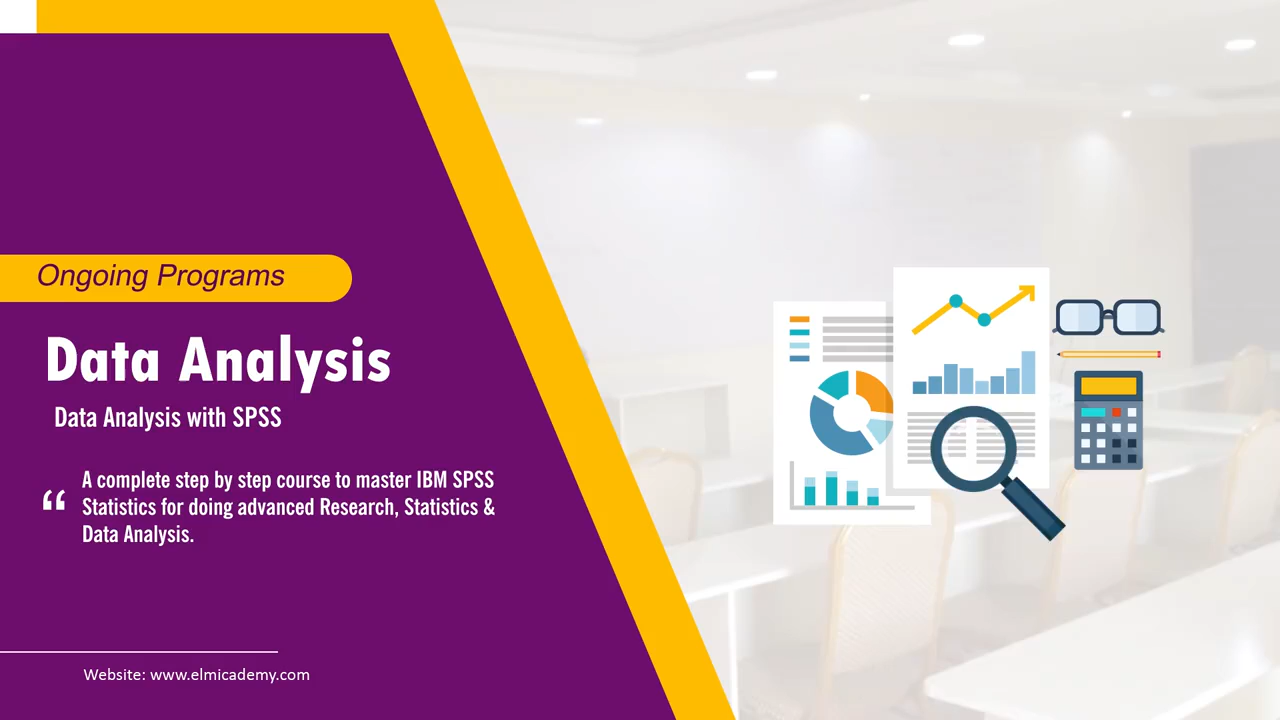 Ongoing Programs
Data Analysis
Data Analysis with SPSS
“
A complete step by step course to master IBM SPSS
Statistics for doing advanced Research, Statistics &
Data Analysis.
Website: www.elmicademy.com